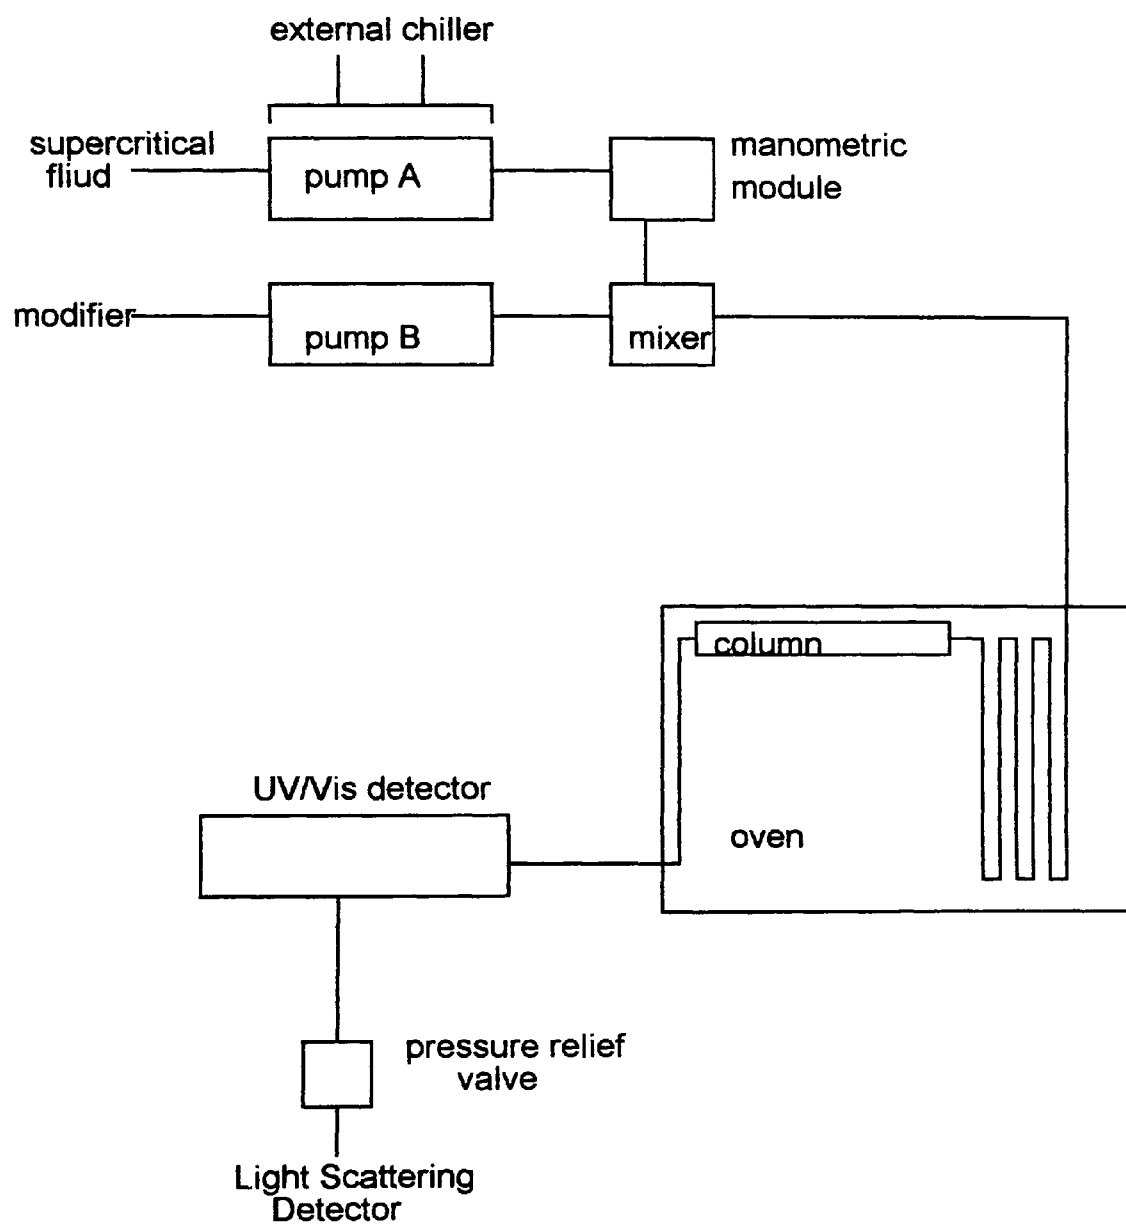 external chiller
supercritical
fliud
pump A
manometric
module
modifier
pump B
mixer
column
oven
UV/Vis detector
pressure relief
valve
Light Scattering
Detector